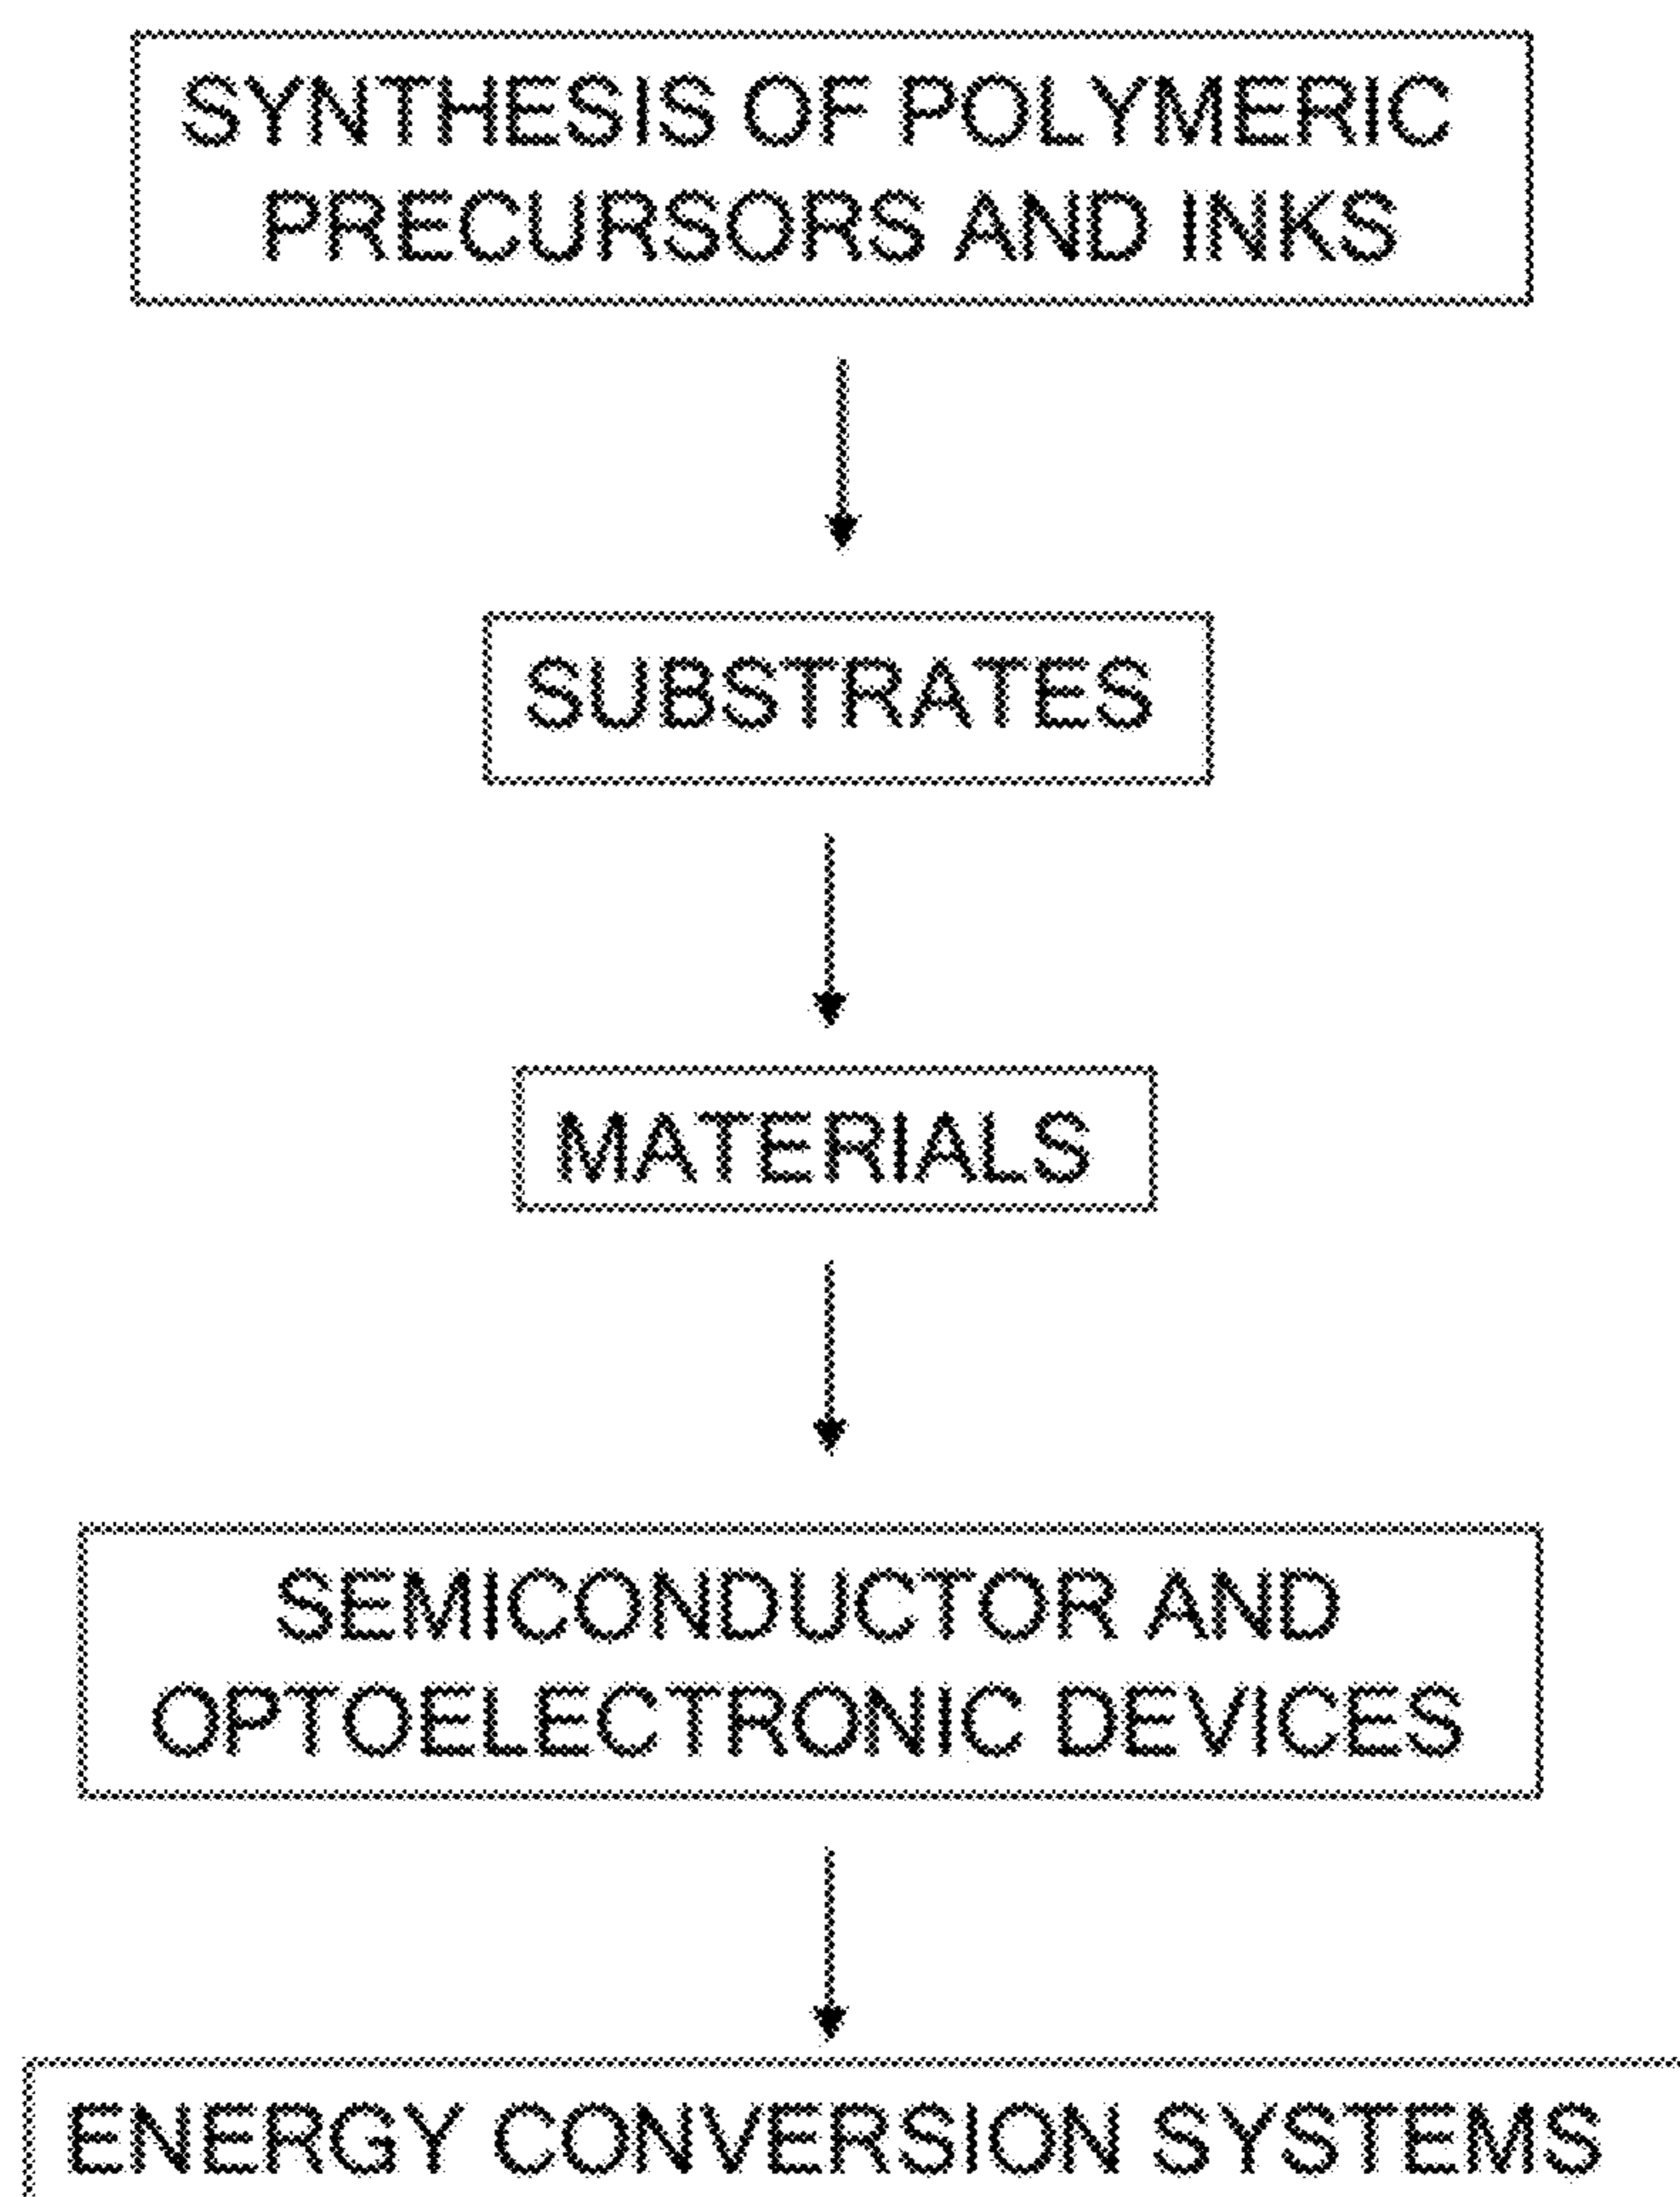 SYNTHESIS OF POLYMERIC
PRECURSORS AND INKS
SUBSTRATES
MATERIALS
SEMICONDUCTOR AND
OPTOELECTRONIC DEVICES
ENERGY CONVERSION SYSTEMS